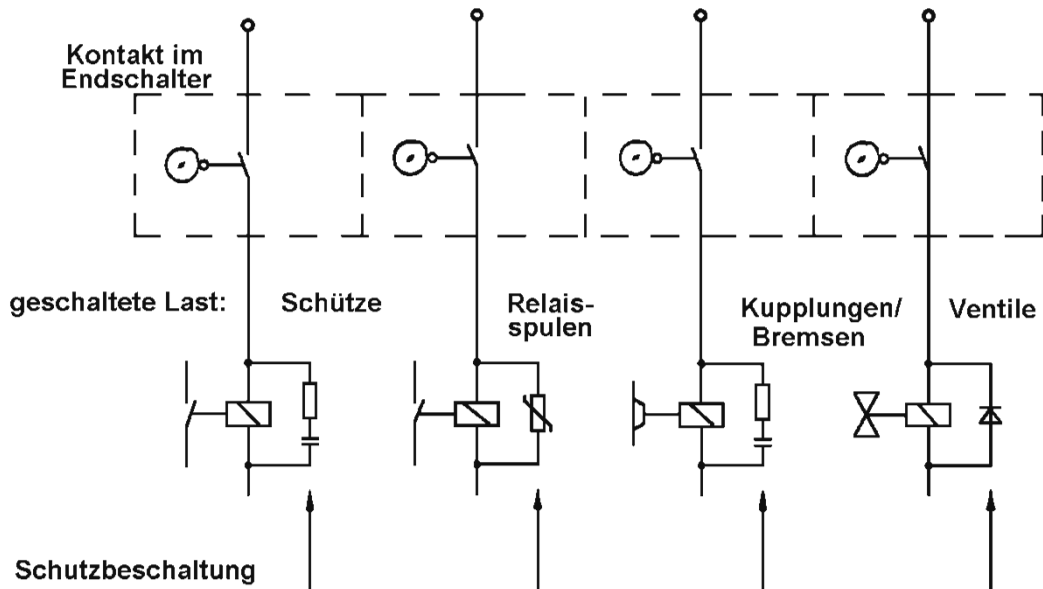 Kontakt im
Endschalter
geschaltete Last:
Schütze
Relais-
spulen
Kupplungen/
Bremsen
Ventile
Schutzbeschaltung